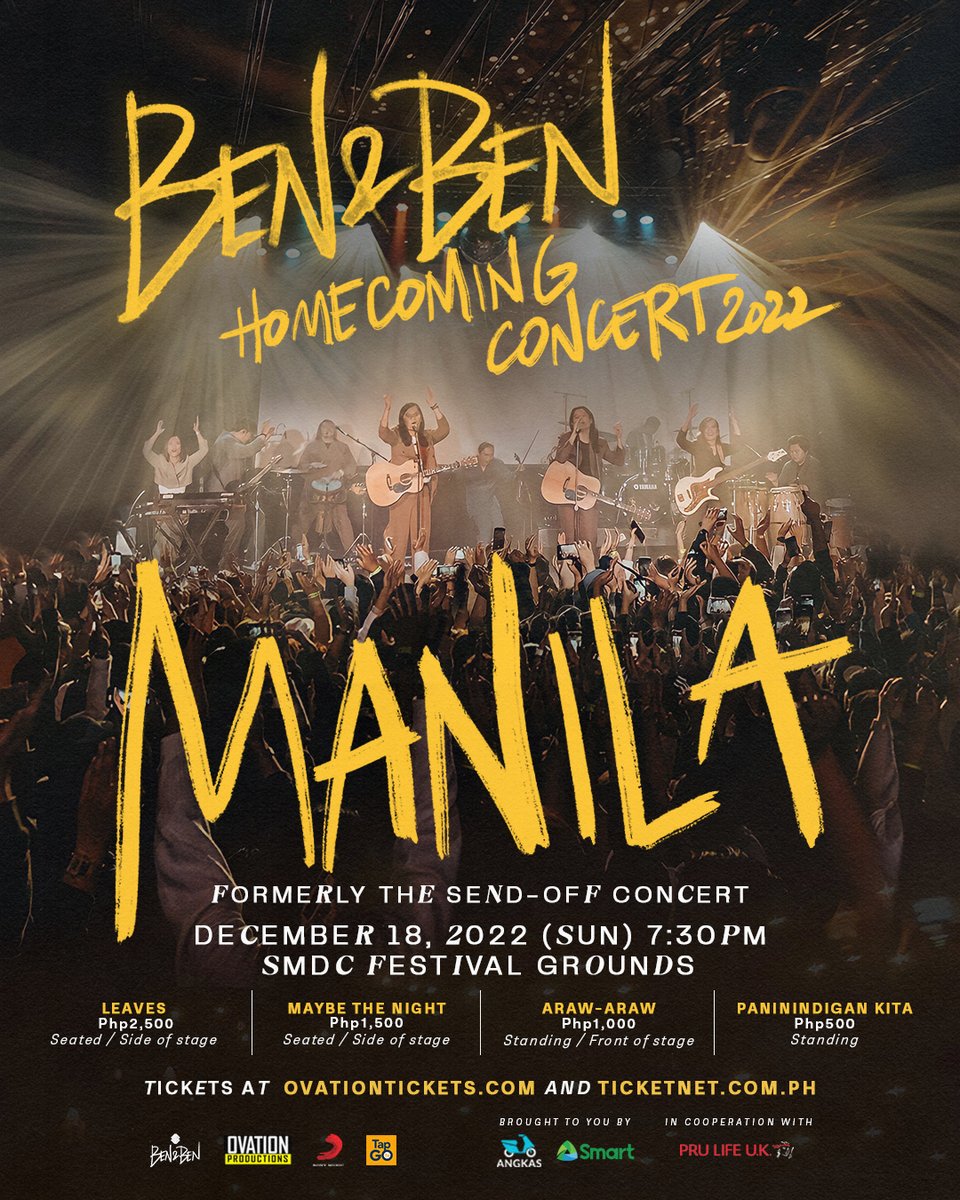 BEN&BEN
HOMECOMING
CONCERT 2022
MANILA
FORMERLY THE SEND-OFF CONCERT
DECEMBER 18, 2022 (SUN) 7:30PM
SMDC FESTIVAL GROUNDS
LEAVES
Php2,500
Seated / Side of stage
MAYBE THE NIGHT
Php1,500
Seated / Side of stage
ARAW-ARAW
Php1,000
Standing / Front of stage
PANININDIGAN KITA
Php500
Standing
TICKETS AT OVATIONTICKETS.COM AND TICKETNET.COM.PH
BROUGHT TO YOU BY
IN COOPERATION WITH
BEN&BEN
OVATION
PRODUCTIONS
Tap
GO
ANGKAS
Smart
PRU LIFE U.K.
YAMAHA